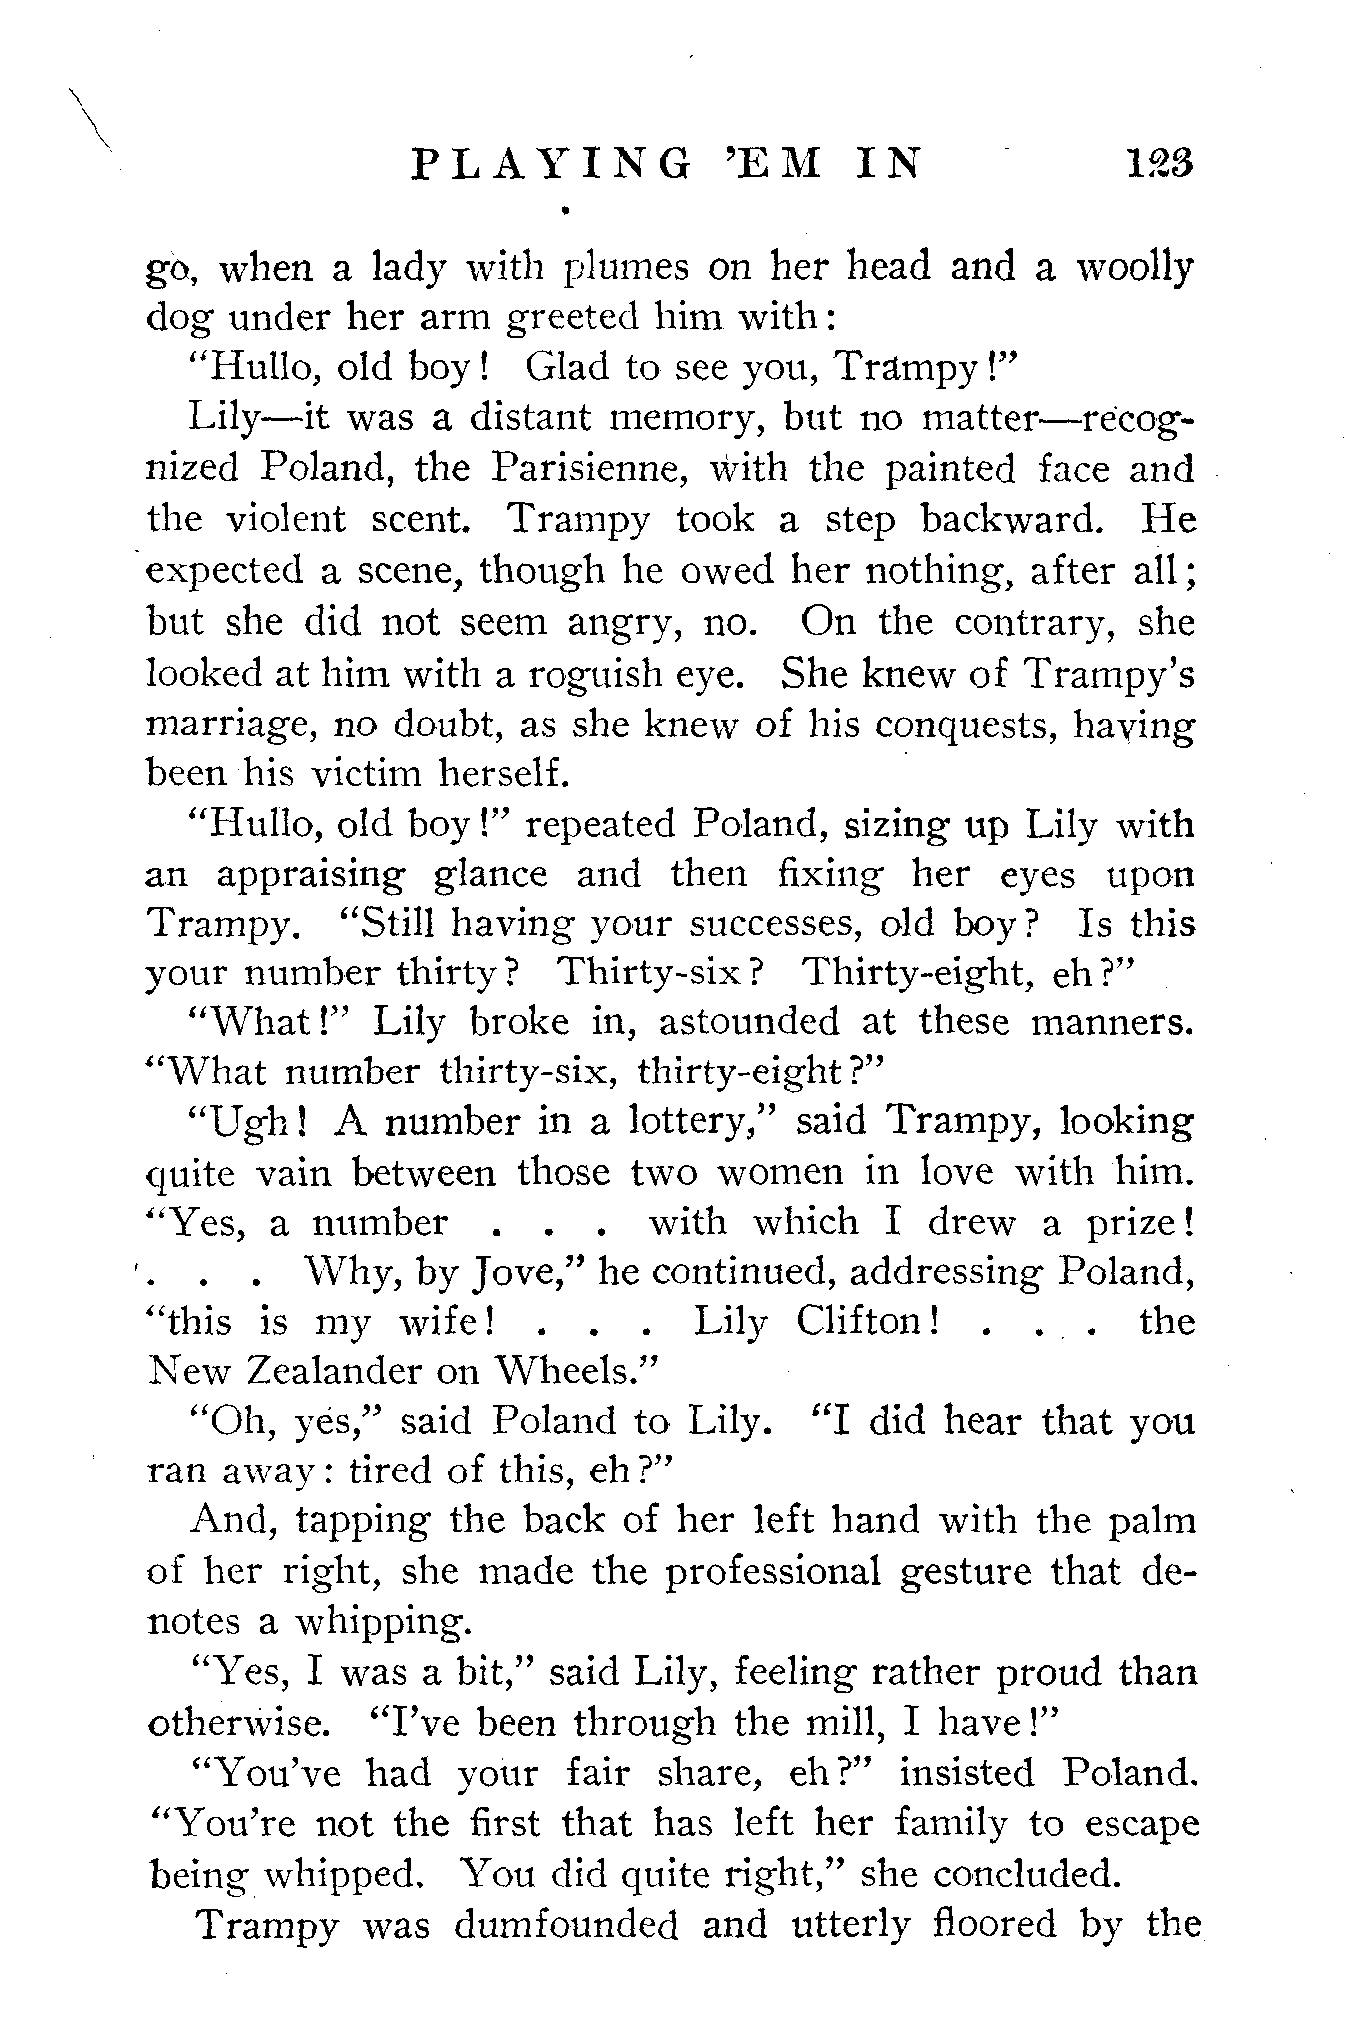 PLAYING 'EM IN 123
go, when a lady with plumes on her head and a woolly
dog under her arm greeted him with:
"Hullo, old boy! Glad to see you, Trampy!"
Lily—it was a distant memory, but no matter—recog-
nized Poland, the Parisienne, with the painted face and
the violent scent. Trampy took a step backward. He
expected a scene, though he owed her nothing, after all;
but she did not seem angry, no. On the contrary, she
looked at him with a roguish eye. She knew of Trampy's
marriage, no doubt, as she knew of his conquests, having
been his victim herself.
"Hullo, old boy!" repeated Poland, sizing up Lily with
an appraising glance and then fixing her eyes upon
Trampy. "Still having your successes, old boy? Is this
your number thirty? Thirty-six? Thirty-eight, eh?"
"What!" Lily broke in, astounded at these manners.
"What number thirty-six, thirty-eight?"
"Ugh! A number in a lottery," said Trampy, looking
quite vain between those two women in love with him.
"Yes, a number . . . with which I drew a prize!
. . . Why, by Jove," he continued, addressing Poland,
"this is my wife! . . . Lily Clifton! . . . the
New Zealander on Wheels."
"Oh, yes," said Poland to Lily. "I did hear that you
ran away: tired of this, eh?"
And, tapping the back of her left hand with the palm
of her right, she made the professional gesture that de-
notes a whipping.
"Yes, I was a bit," said Lily, feeling rather proud than
otherwise. "I've been through the mill, I have!"
"You've had your fair share, eh?" insisted Poland.
"You're not the first that has left her family to escape
being whipped. You did quite right," she concluded.
Trampy was dumfounded and utterly floored by the